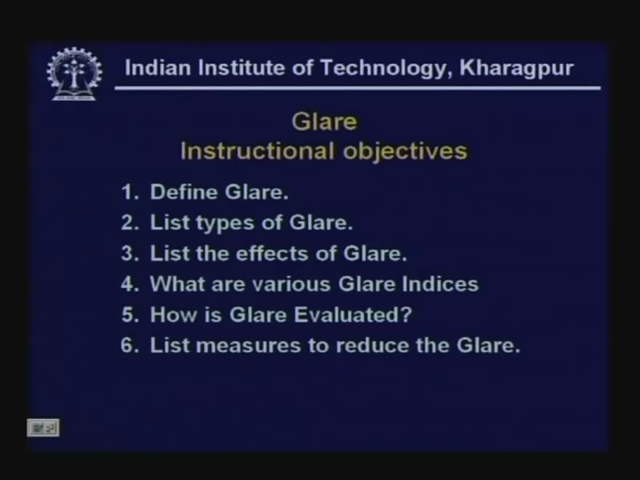 Indian Institute of Technology, Kharagpur
Glare
Instructional objectives
1. Define Glare.
2. List types of Glare.
3. List the effects of Glare.
4. What are various Glare Indices
5. How is Glare Evaluated?
6. List measures to reduce the Glare.